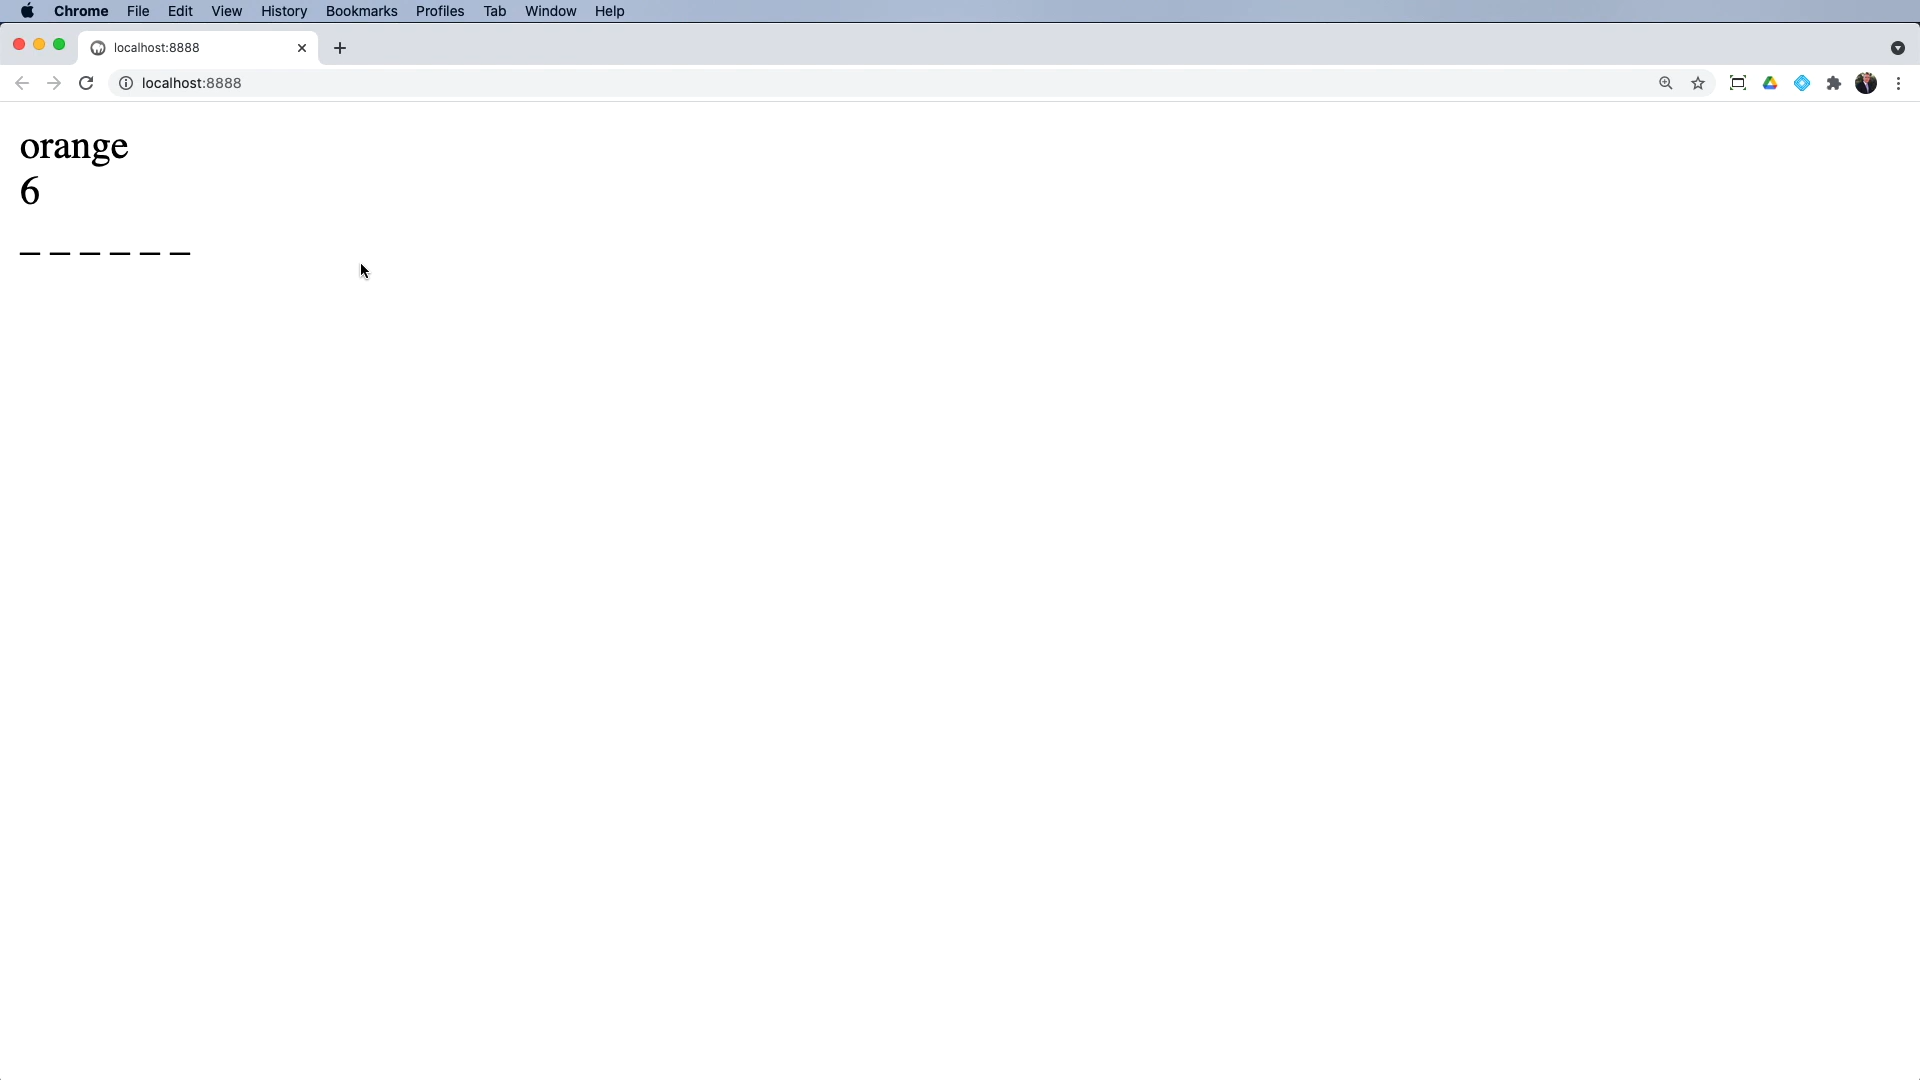 Chrome File Edit View History Bookmarks Profiles Tab Window Help
localhost:8888
localhost:8888
orange
6
_ _ _ _ _ _